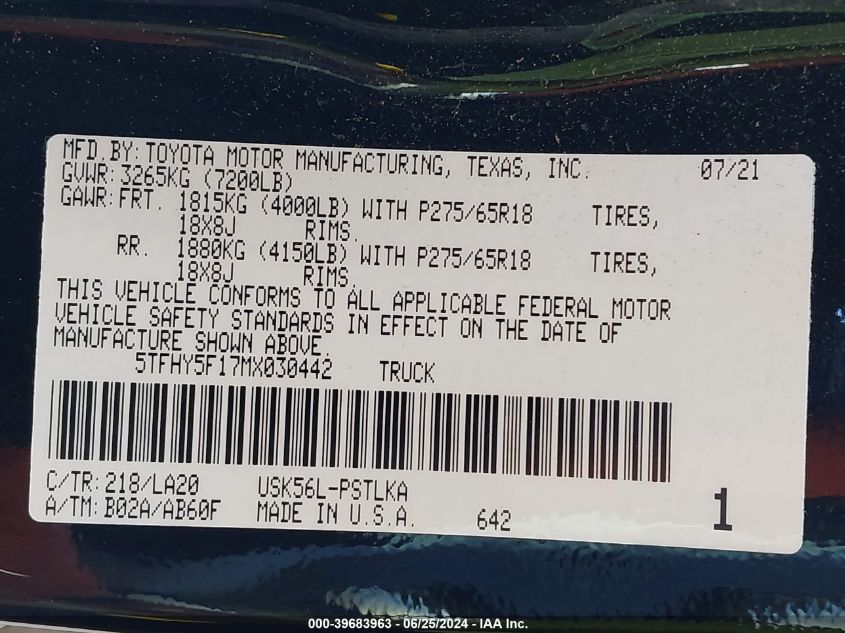 MFD. BY: TOYOTA MOTOR MANUFACTURING, TEXAS, INC. 07/21
GVWR: 3265KG (7200LB)
GAWR: FRT. 1815KG (4000LB) WITH P275/65R18 TIRES,
18X8J RIMS.
RR. 1880KG (4150LB) WITH P275/65R18 TIRES,
18X8J RIMS.
THIS VEHICLE CONFORMS TO ALL APPLICABLE FEDERAL MOTOR
VEHICLE SAFETY STANDARDS IN EFFECT ON THE DATE OF
MANUFACTURE SHOWN ABOVE.
5TFHY5F17MX030442 TRUCK
C/TR: 218/LA20 USK56L-PSTLKA
A/TM: B02A/AB60F MADE IN U.S.A. 642 1
000-39683963 - 06/25/2024 - IAA Inc.